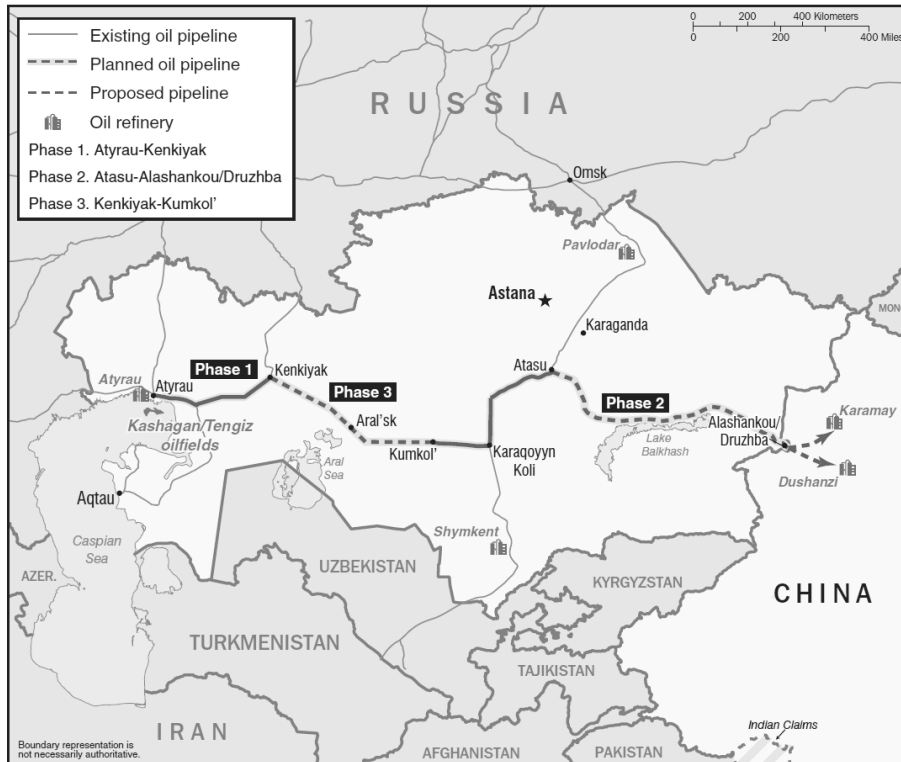 Existing oil pipeline
Planned oil pipeline
Proposed pipeline
Oil refinery
Phase 1. Atyrau-Kenkiyak
Phase 2. Atasu-Alashankou/Druzhba
Phase 3. Kenkiyak-Kumkol'
0 200 400 Kilometers
0 200 400 Miles
RUSSIA
Omsk
Pavlodar
Astana
Karaganda
MONG
Atasu
Phase 1
Kenkiyak
Atyrau
Atyrau
Phase 3
Phase 2
Kashagan/Tengiz
oilfields
Aral'sk
Alashankou/
Druzhba
Karamay
Kumkol'
Karaqoyyn
Koli
Lake
Balkhash
Aral
Sea
Dushanzi
Aqtau
Shymkent
Caspian
Sea
UZBEKISTAN
AZER.
KYRGYZSTAN
CHINA
TURKMENISTAN
TAJIKISTAN
IRAN
Indian Claims
AFGHANISTAN
PAKISTAN
Boundary representation is
not necessarily authoritative.